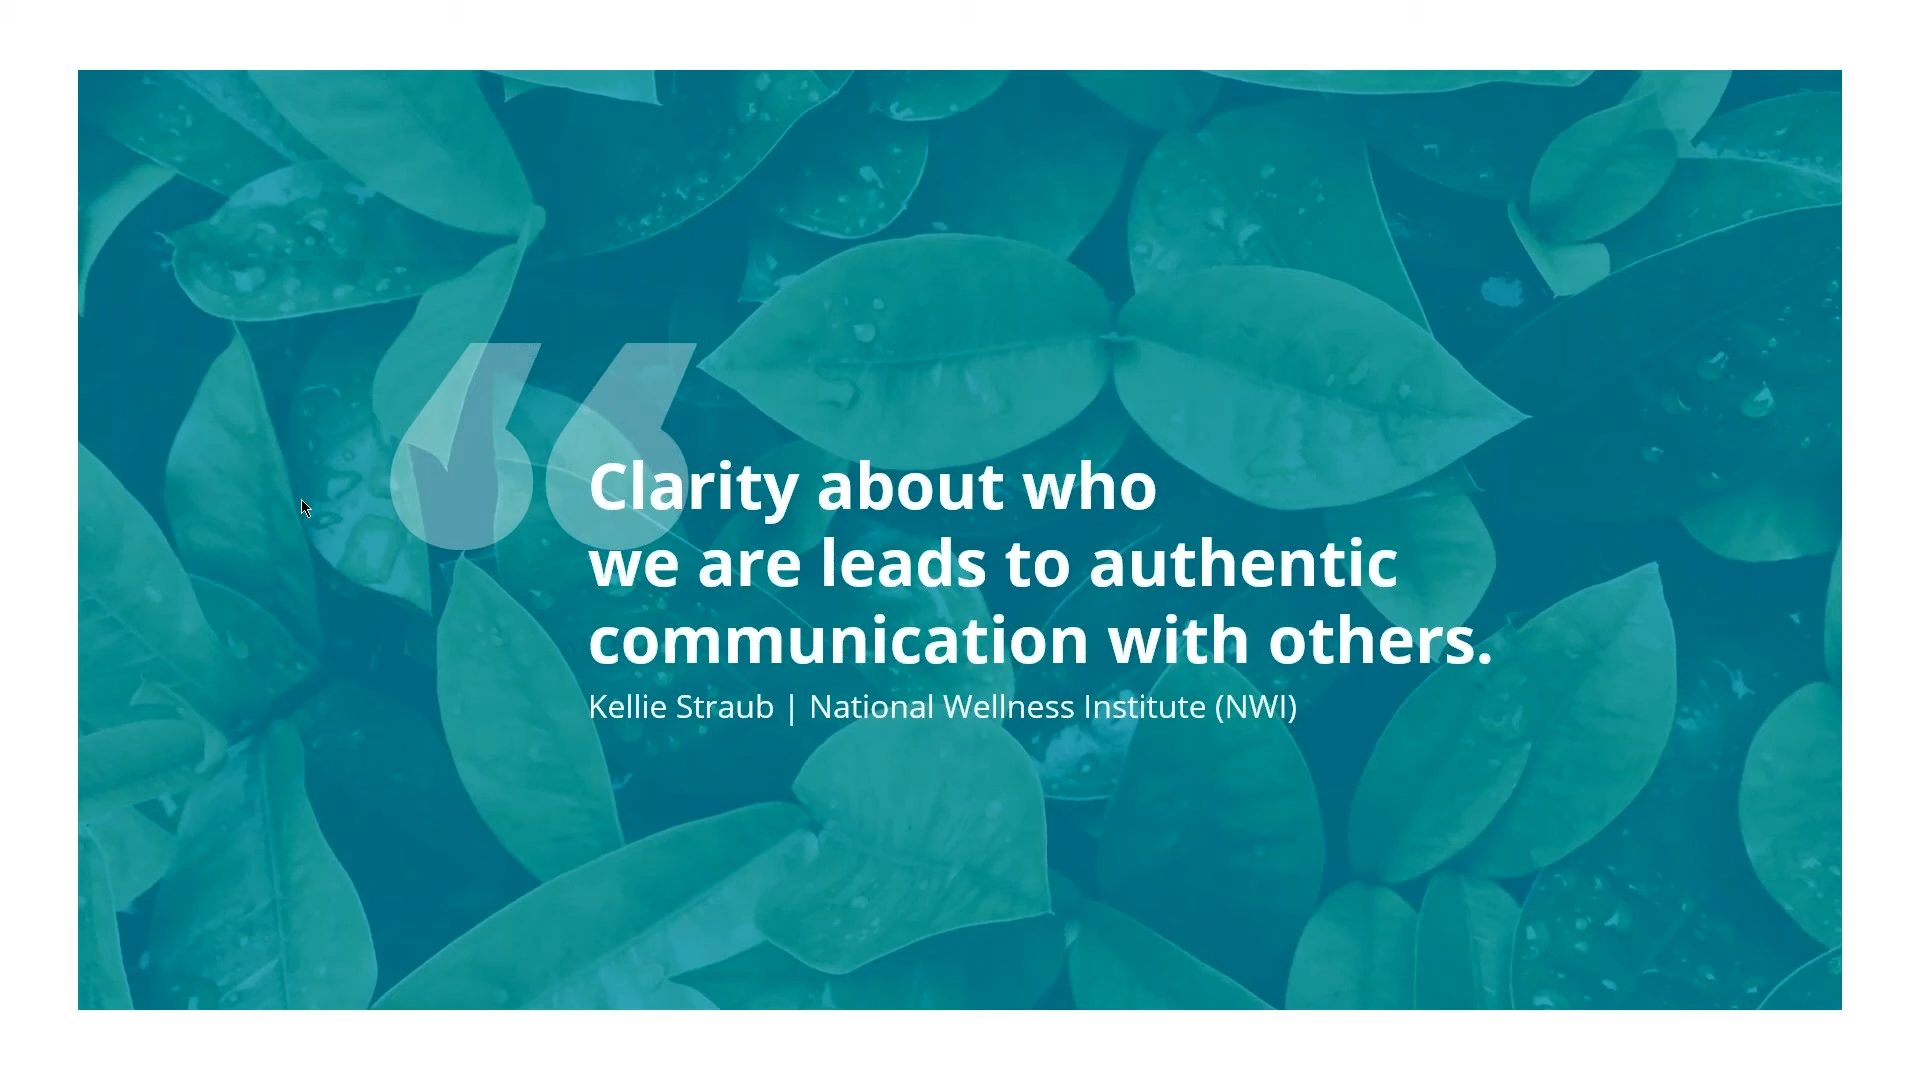 “
Clarity about who
we are leads to authentic
communication with others.
Kellie Straub | National Wellness Institute (NWI)